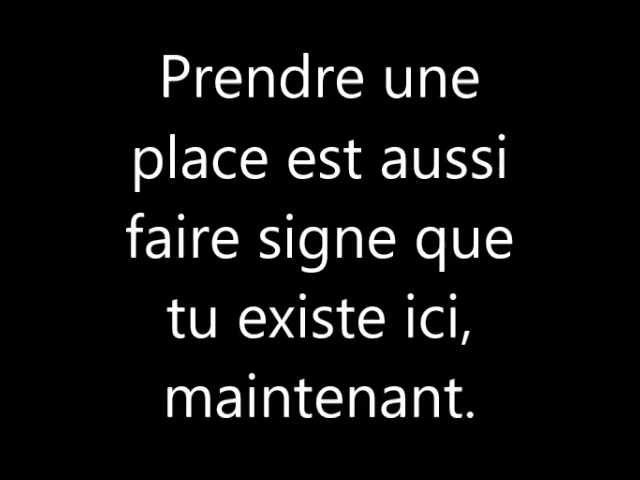 Prendre une
place est aussi
faire signe que
tu existe ici,
maintenant.